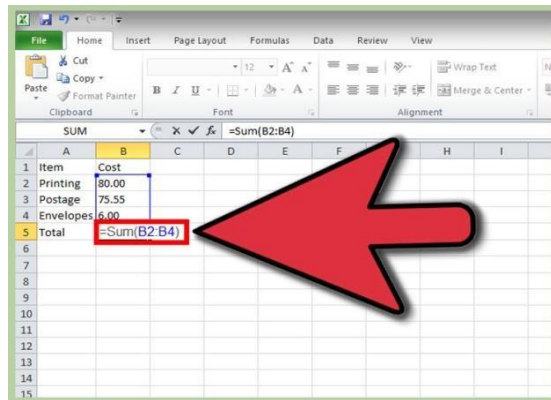 File Home Insert Page Layout Formulas Data Review View
Cut
Copy
Format Painter
Paste
12 A A
Wrap Text
B I U A
Merge & Center
Clipboard Font Alignment
SUM fx =Sum(B2:B4)
A B C D E F H I
1 Item Cost
2 Printing 80.00
3 Postage 75.55
4 Envelopes 6.00
5 Total =Sum(B2:B4)
6
7
8
9
10
11
12
13
14
15